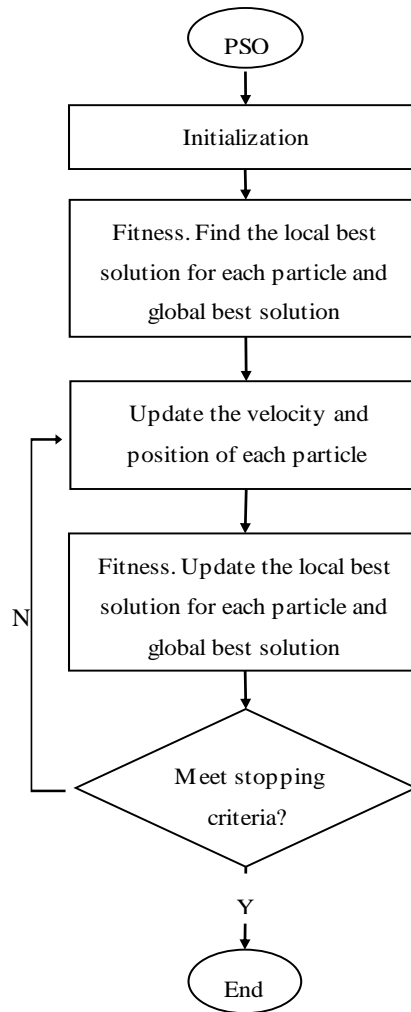 PSO
Initialization
Fitness. Find the local best
solution for each particle and
global best solution
Update the velocity and
position of each particle
Fitness. Update the local best
solution for each particle and
global best solution
N
Meet stopping
criteria?
Y
End